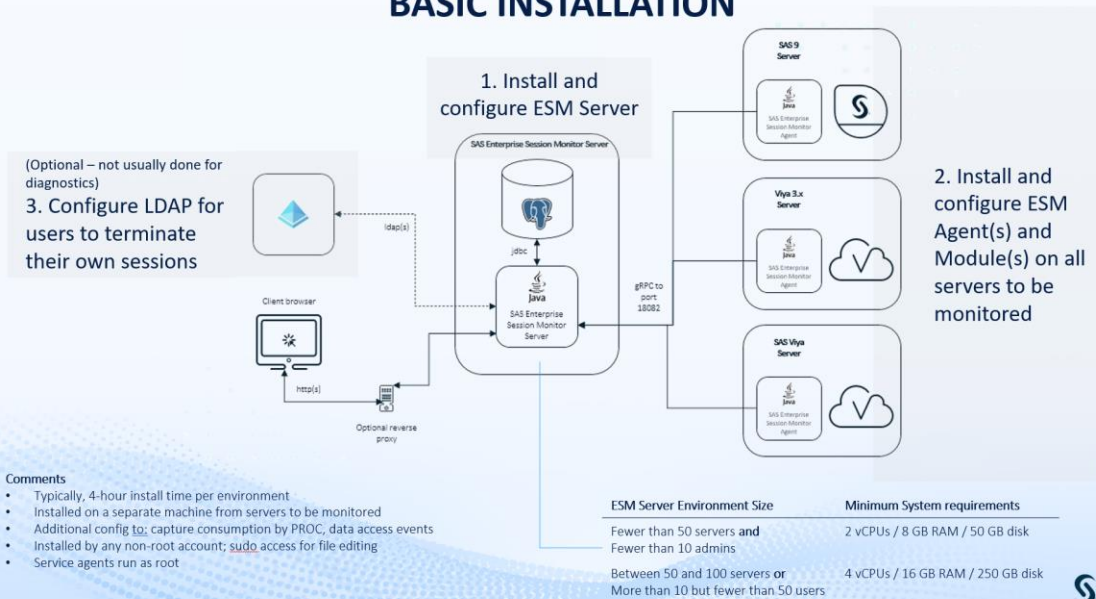 BASIC INSTALLATION
1. Install and
configure ESM Server
(Optional – not usually done for
diagnostics)
3. Configure LDAP for
users to terminate
their own sessions
ldap(s)
Client browser
http(s)
Optional reverse
proxy
SAS Enterprise Session Monitor Server
jdbc
Java
SAS Enterprise
Session Monitor
Server
gRPC to
port
18082
SAS 9
Server
Java
SAS Enterprise
Session Monitor
Agent
Viya 3.x
Server
Java
SAS Enterprise
Session Monitor
Agent
SAS Viya
Server
Java
SAS Enterprise
Session Monitor
Agent
2. Install and
configure ESM
Agent(s) and
Module(s) on all
servers to be
monitored
Comments
• Typically, 4-hour install time per environment
• Installed on a separate machine from servers to be monitored
• Additional config to: capture consumption by PROC, data access events
• Installed by any non-root account; sudo access for file editing
• Service agents run as root
ESM Server Environment Size Minimum System requirements
Fewer than 50 servers and 2 vCPUs / 8 GB RAM / 50 GB disk
Fewer than 10 admins
Between 50 and 100 servers or 4 vCPUs / 16 GB RAM / 250 GB disk
More than 10 but fewer than 50 users